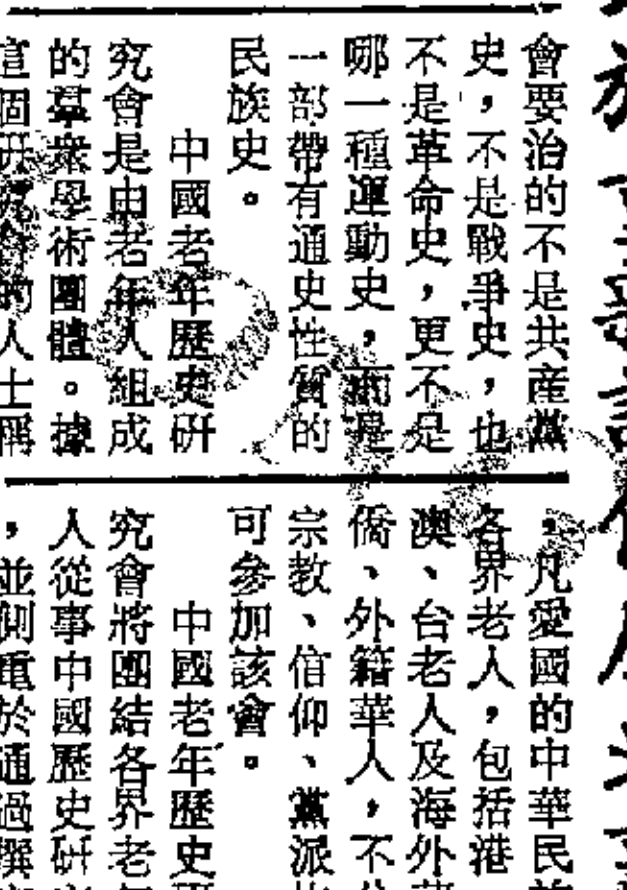 會要治的不是共産黨
史，不是戰爭史，也
不是革命史，更不是
哪一種運動史，而是
一部帶有通史性質的
民族史。
中國老年歷史研
究會是由老年人組成
的羣衆學術團體。據
這個研究會的人士稱
，凡愛國的中華民族
各界老人，包括港
澳、台老人及海外華
僑、外籍華人，不分
宗教、信仰、黨派
可參加該會。
中國老年歷史研
究會將團結各界老年
人從事中國歷史研究
，並側重於通過撰